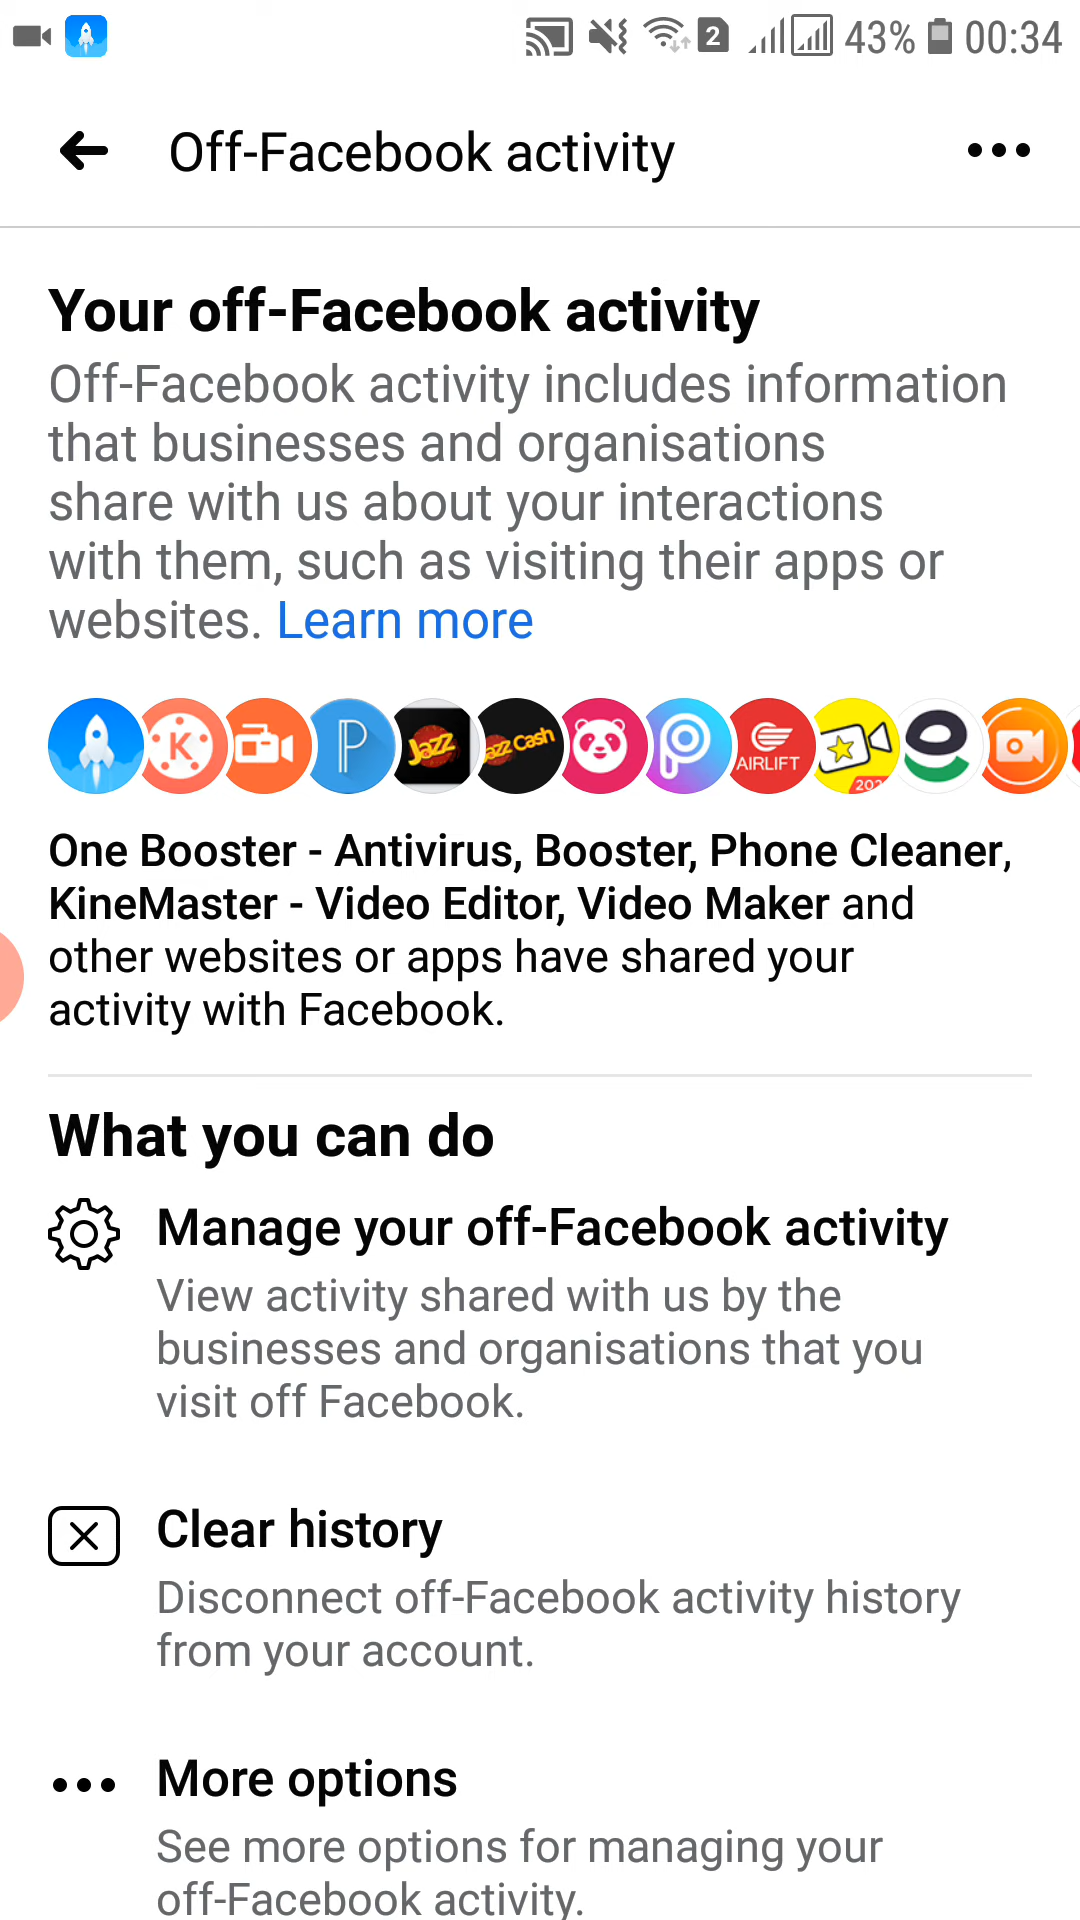 2 43% 00:34
Off-Facebook activity
Your off-Facebook activity
Off-Facebook activity includes information
that businesses and organisations
share with us about your interactions
with them, such as visiting their apps or
websites. Learn more
K P Jazz azz Cash P AIRLIFT 202
One Booster - Antivirus, Booster, Phone Cleaner,
KineMaster - Video Editor, Video Maker and
other websites or apps have shared your
activity with Facebook.
What you can do
Manage your off-Facebook activity
View activity shared with us by the
businesses and organisations that you
visit off Facebook.
Clear history
Disconnect off-Facebook activity history
from your account.
More options
See more options for managing your
off-Facebook activity.